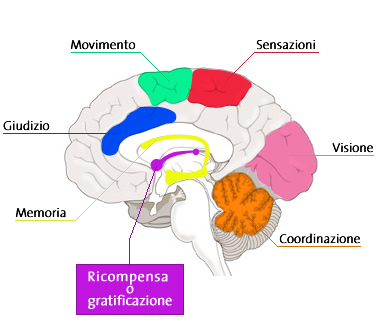 Movimento
Sensazioni
Giudizio
Visione
Memoria
Coordinazione
Ricompensa
o
gratificazione